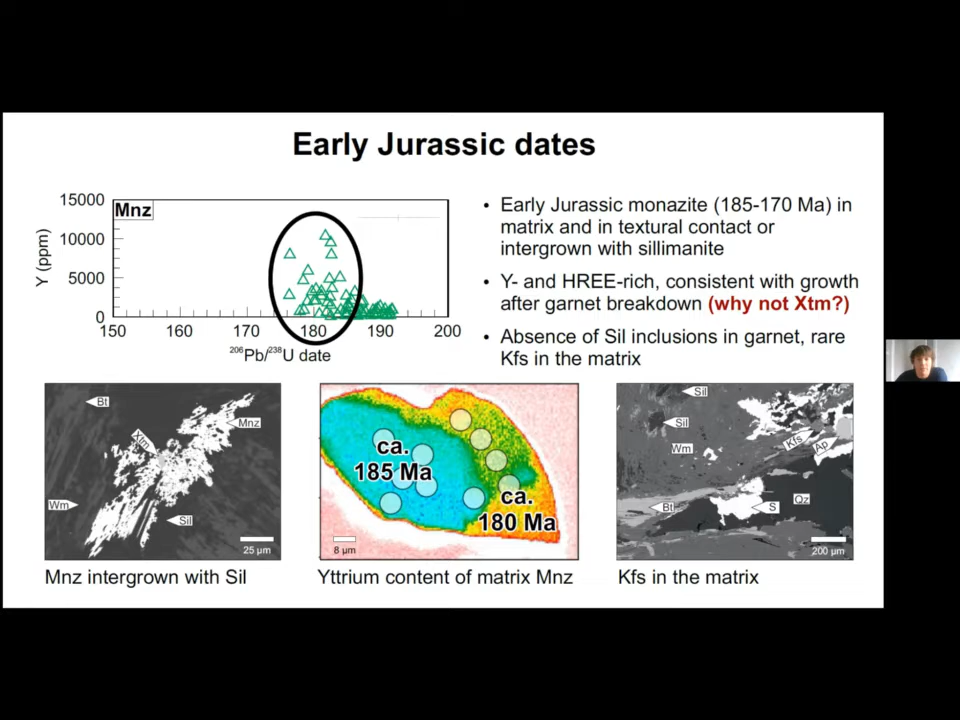 Early Jurassic dates
15000
10000
5000
0
Y (ppm)
Mnz
150 160 170 180 190 200
206Pb/238U date
• Early Jurassic monazite (185-170 Ma) in
matrix and in textural contact or
intergrown with sillimanite
• Y- and HREE-rich, consistent with growth
after garnet breakdown (why not Xtm?)
• Absence of Sil inclusions in garnet, rare
Kfs in the matrix
Bt
Mnz
Xtm
Wm
Sil
25 µm
Mnz intergrown with Sil
ca.
185 Ma
ca.
180 Ma
8 µm
Yttrium content of matrix Mnz
Sil
Sil
Wm
Kfs
Ap
Qz
Bt
S
200 µm
Kfs in the matrix